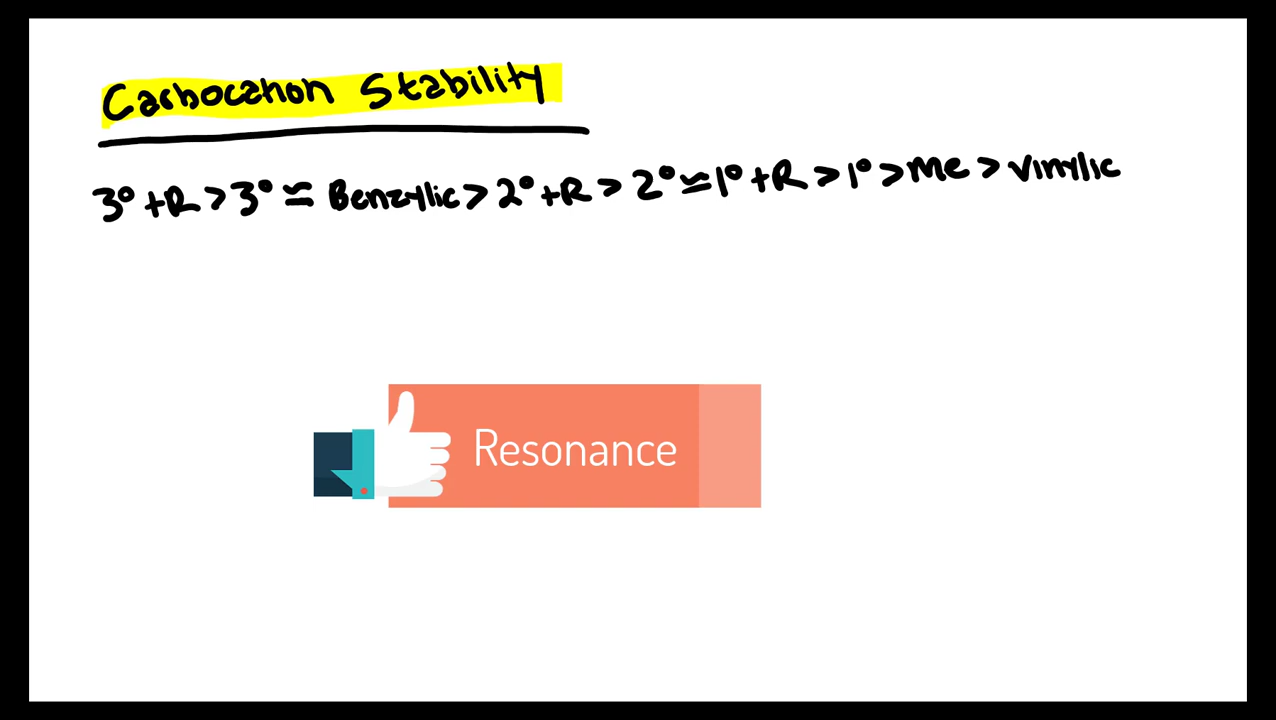 Carbocation Stability
3° +R > 3° ≈ Benzylic > 2° +R > 2° ≈ 1° +R > 1° > Me > Vinylic
Resonance